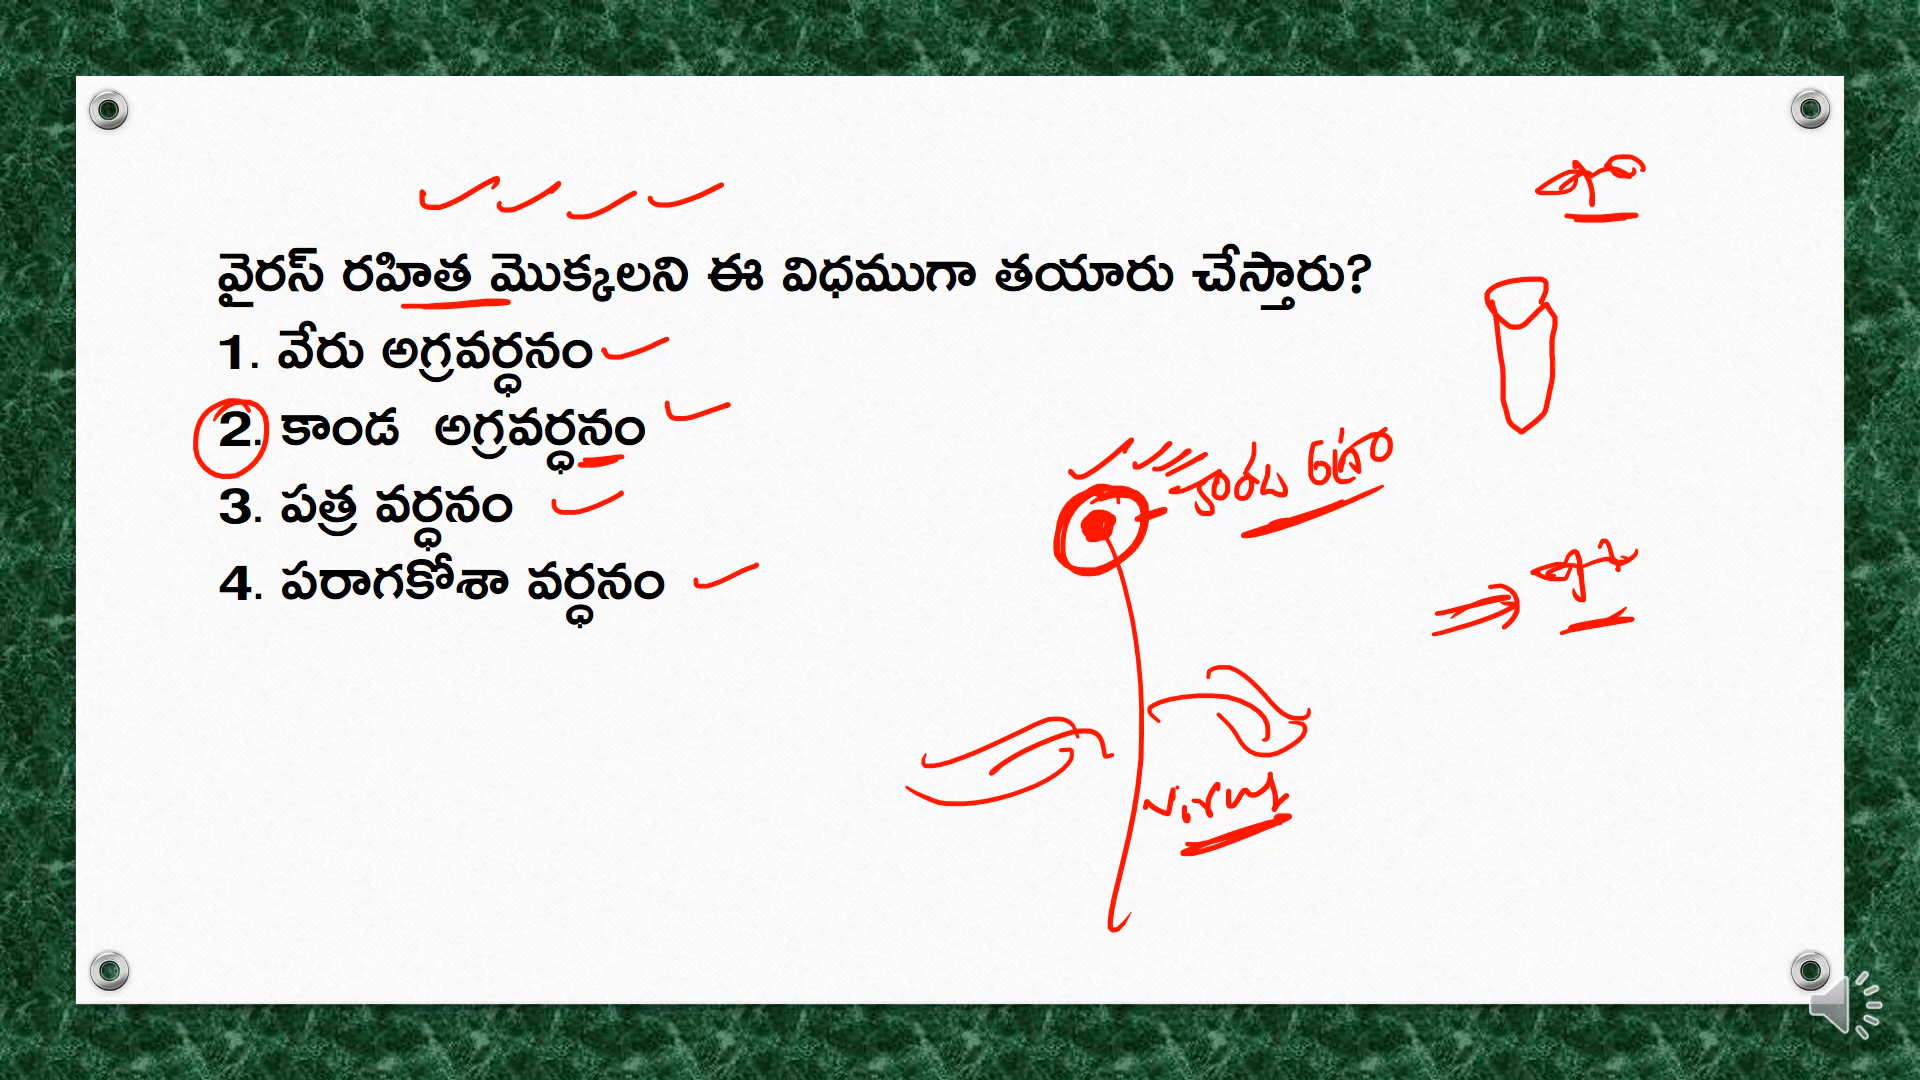 వైరస్ రహిత మొక్కలని ఈ విధముగా తయారు చేస్తారు?
1. వేరు అగ్రవర్ధనం
2. కాండ అగ్రవర్ధనం
3. పత్ర వర్ధనం
4. పరాగకోశా వర్ధనం
virus